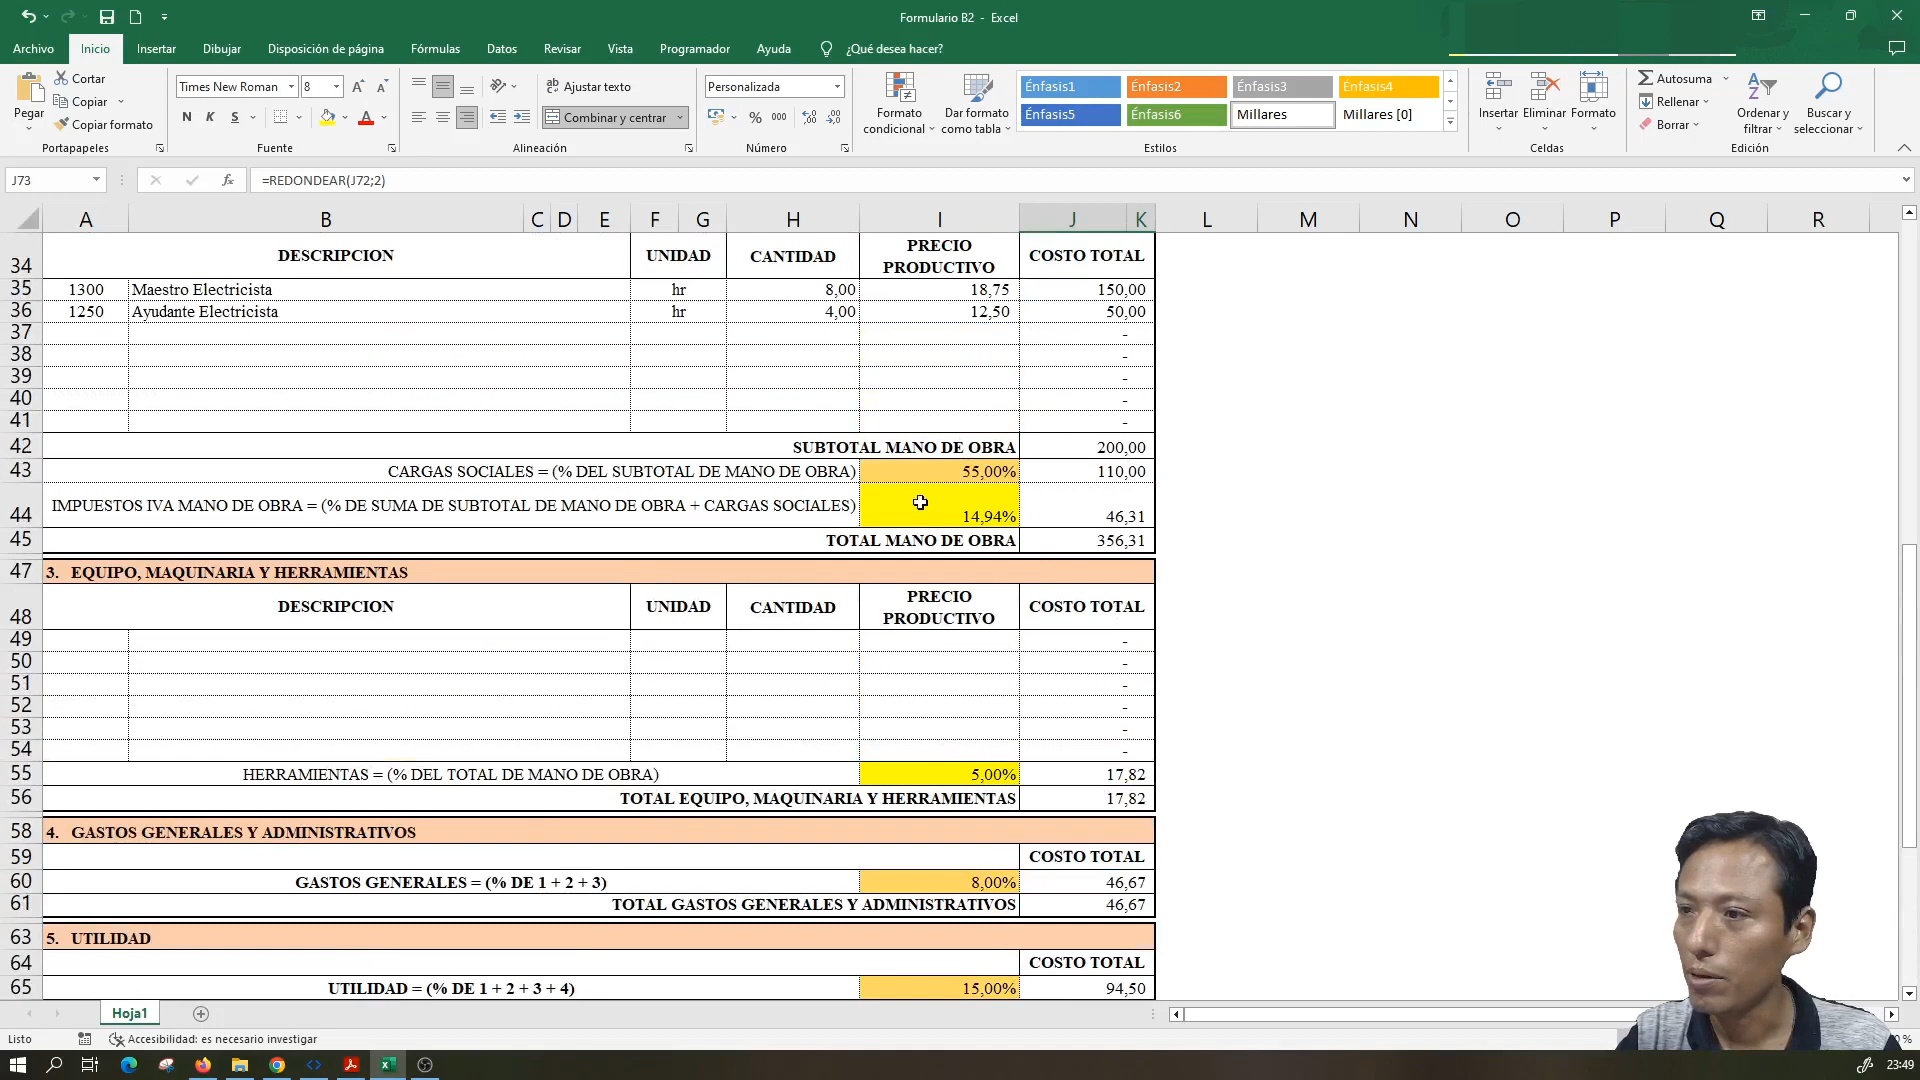 Formulario B2 - Excel
Archivo Inicio Insertar Dibujar Disposición de página Fórmulas Datos Revisar Vista Programador Ayuda ¿Qué desea hacer?
Pegar
Cortar
Copiar
Copiar formato
Portapapeles
Times New Roman 8
N K S
Fuente
Ajustar texto
Combinar y centrar
Alineación
Personalizada
% 000
Número
Formato condicional
Dar formato como tabla
Énfasis1 Énfasis2 Énfasis3 Énfasis4
Énfasis5 Énfasis6 Millares Millares [0]
Estilos
Insertar Eliminar Formato
Celdas
Autosuma
Rellenar
Borrar
Ordenar y filtrar
Buscar y seleccionar
Edición
J73 fx =REDONDEAR(J72;2)
A B C D E F G H I J K L M N O P Q R
34 DESCRIPCION UNIDAD CANTIDAD PRECIO PRODUCTIVO COSTO TOTAL
35 1300 Maestro Electricista hr 8,00 18,75 150,00
36 1250 Ayudante Electricista hr 4,00 12,50 50,00
37 -
38 -
39 -
40 -
41 -
42 SUBTOTAL MANO DE OBRA 200,00
43 CARGAS SOCIALES = (% DEL SUBTOTAL DE MANO DE OBRA) 55,00% 110,00
44 IMPUESTOS IVA MANO DE OBRA = (% DE SUMA DE SUBTOTAL DE MANO DE OBRA + CARGAS SOCIALES) 14,94% 46,31
45 TOTAL MANO DE OBRA 356,31
47 3. EQUIPO, MAQUINARIA Y HERRAMIENTAS
48 DESCRIPCION UNIDAD CANTIDAD PRECIO PRODUCTIVO COSTO TOTAL
49 -
50 -
51 -
52 -
53 -
54 -
55 HERRAMIENTAS = (% DEL TOTAL DE MANO DE OBRA) 5,00% 17,82
56 TOTAL EQUIPO, MAQUINARIA Y HERRAMIENTAS 17,82
58 4. GASTOS GENERALES Y ADMINISTRATIVOS
59 COSTO TOTAL
60 GASTOS GENERALES = (% DE 1 + 2 + 3) 8,00% 46,67
61 TOTAL GASTOS GENERALES Y ADMINISTRATIVOS 46,67
63 5. UTILIDAD
64 COSTO TOTAL
65 UTILIDAD = (% DE 1 + 2 + 3 + 4) 15,00% 94,50
Hoja1
Listo Accesibilidad: es necesario investigar
23:49